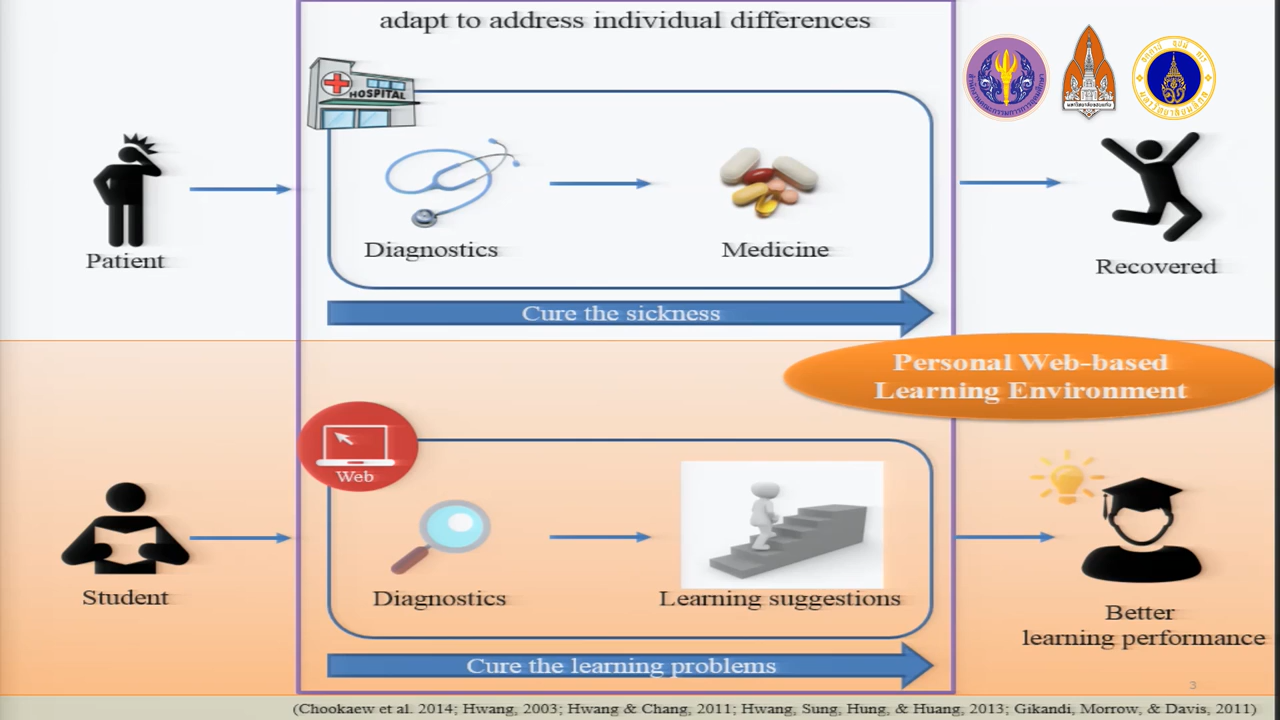 adapt to address individual differences
HOSPITAL
Diagnostics
Medicine
Patient
Recovered
Cure the sickness
Personal Web-based
Learning Environment
Web
Student
Diagnostics
Learning suggestions
Better
learning performance
Cure the learning problems
3
(Chookaew et al. 2014; Hwang, 2003; Hwang & Chang, 2011; Hwang, Sung, Hung, & Huang, 2013; Gikandi, Morrow, & Davis, 2011)